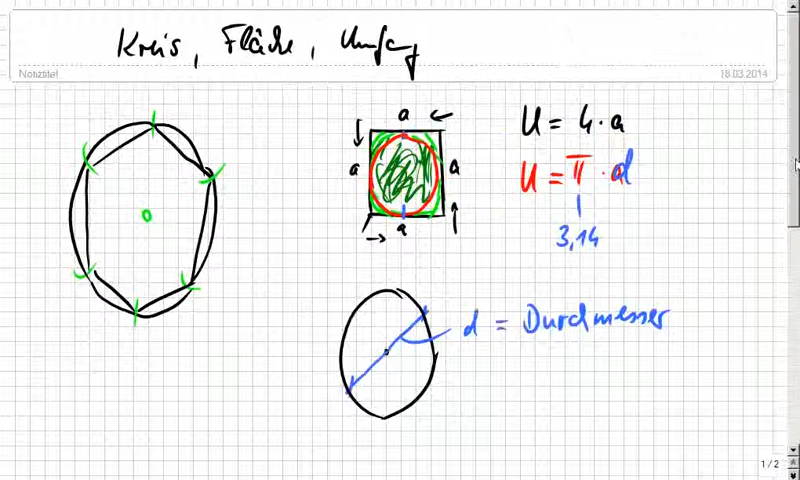 Kreis, Fläche, Umfang
Notiztitel
18.03.2014
a
a
a
a
U = 4 · a
U = π · d
3,14
d = Durchmesser
1 / 2